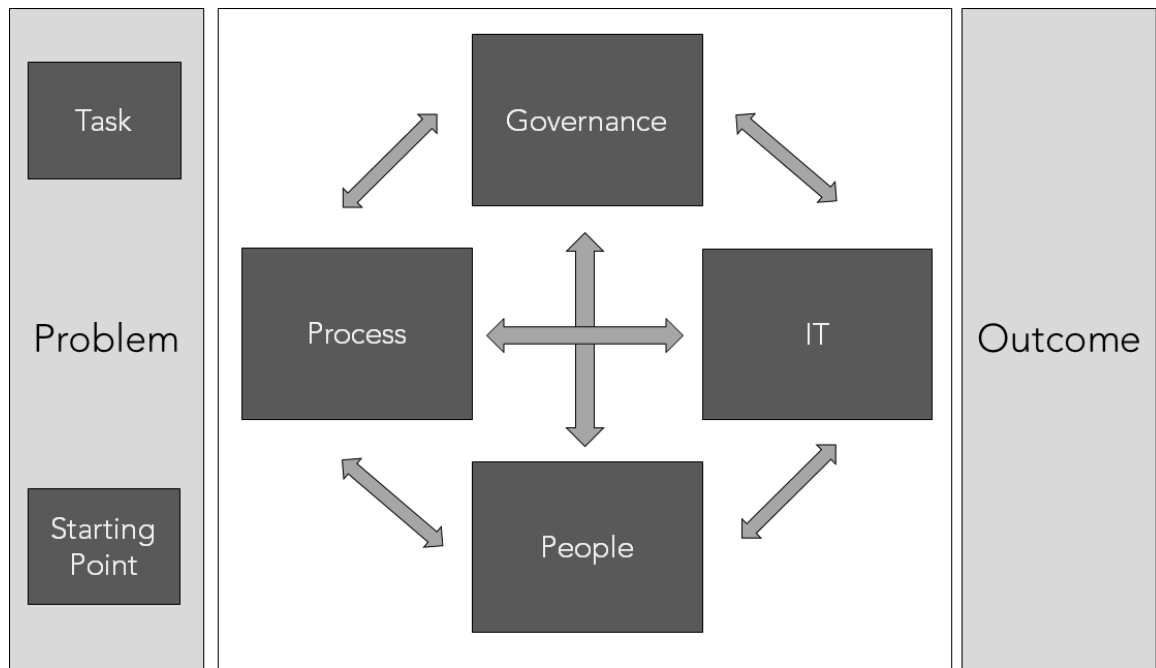 Task
Problem
Starting
Point
Governance
Process
IT
People
Outcome